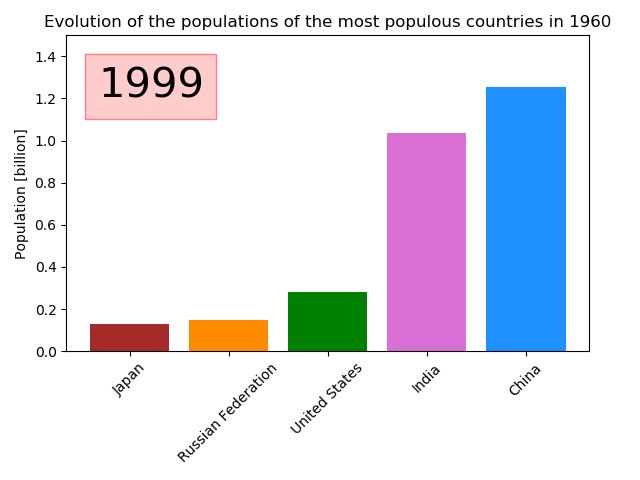 Evolution of the populations of the most populous countries in 1960
1999
Population [billion]
1.4
1.2
1.0
0.8
0.6
0.4
0.2
0.0
Japan
Russian Federation
United States
India
China